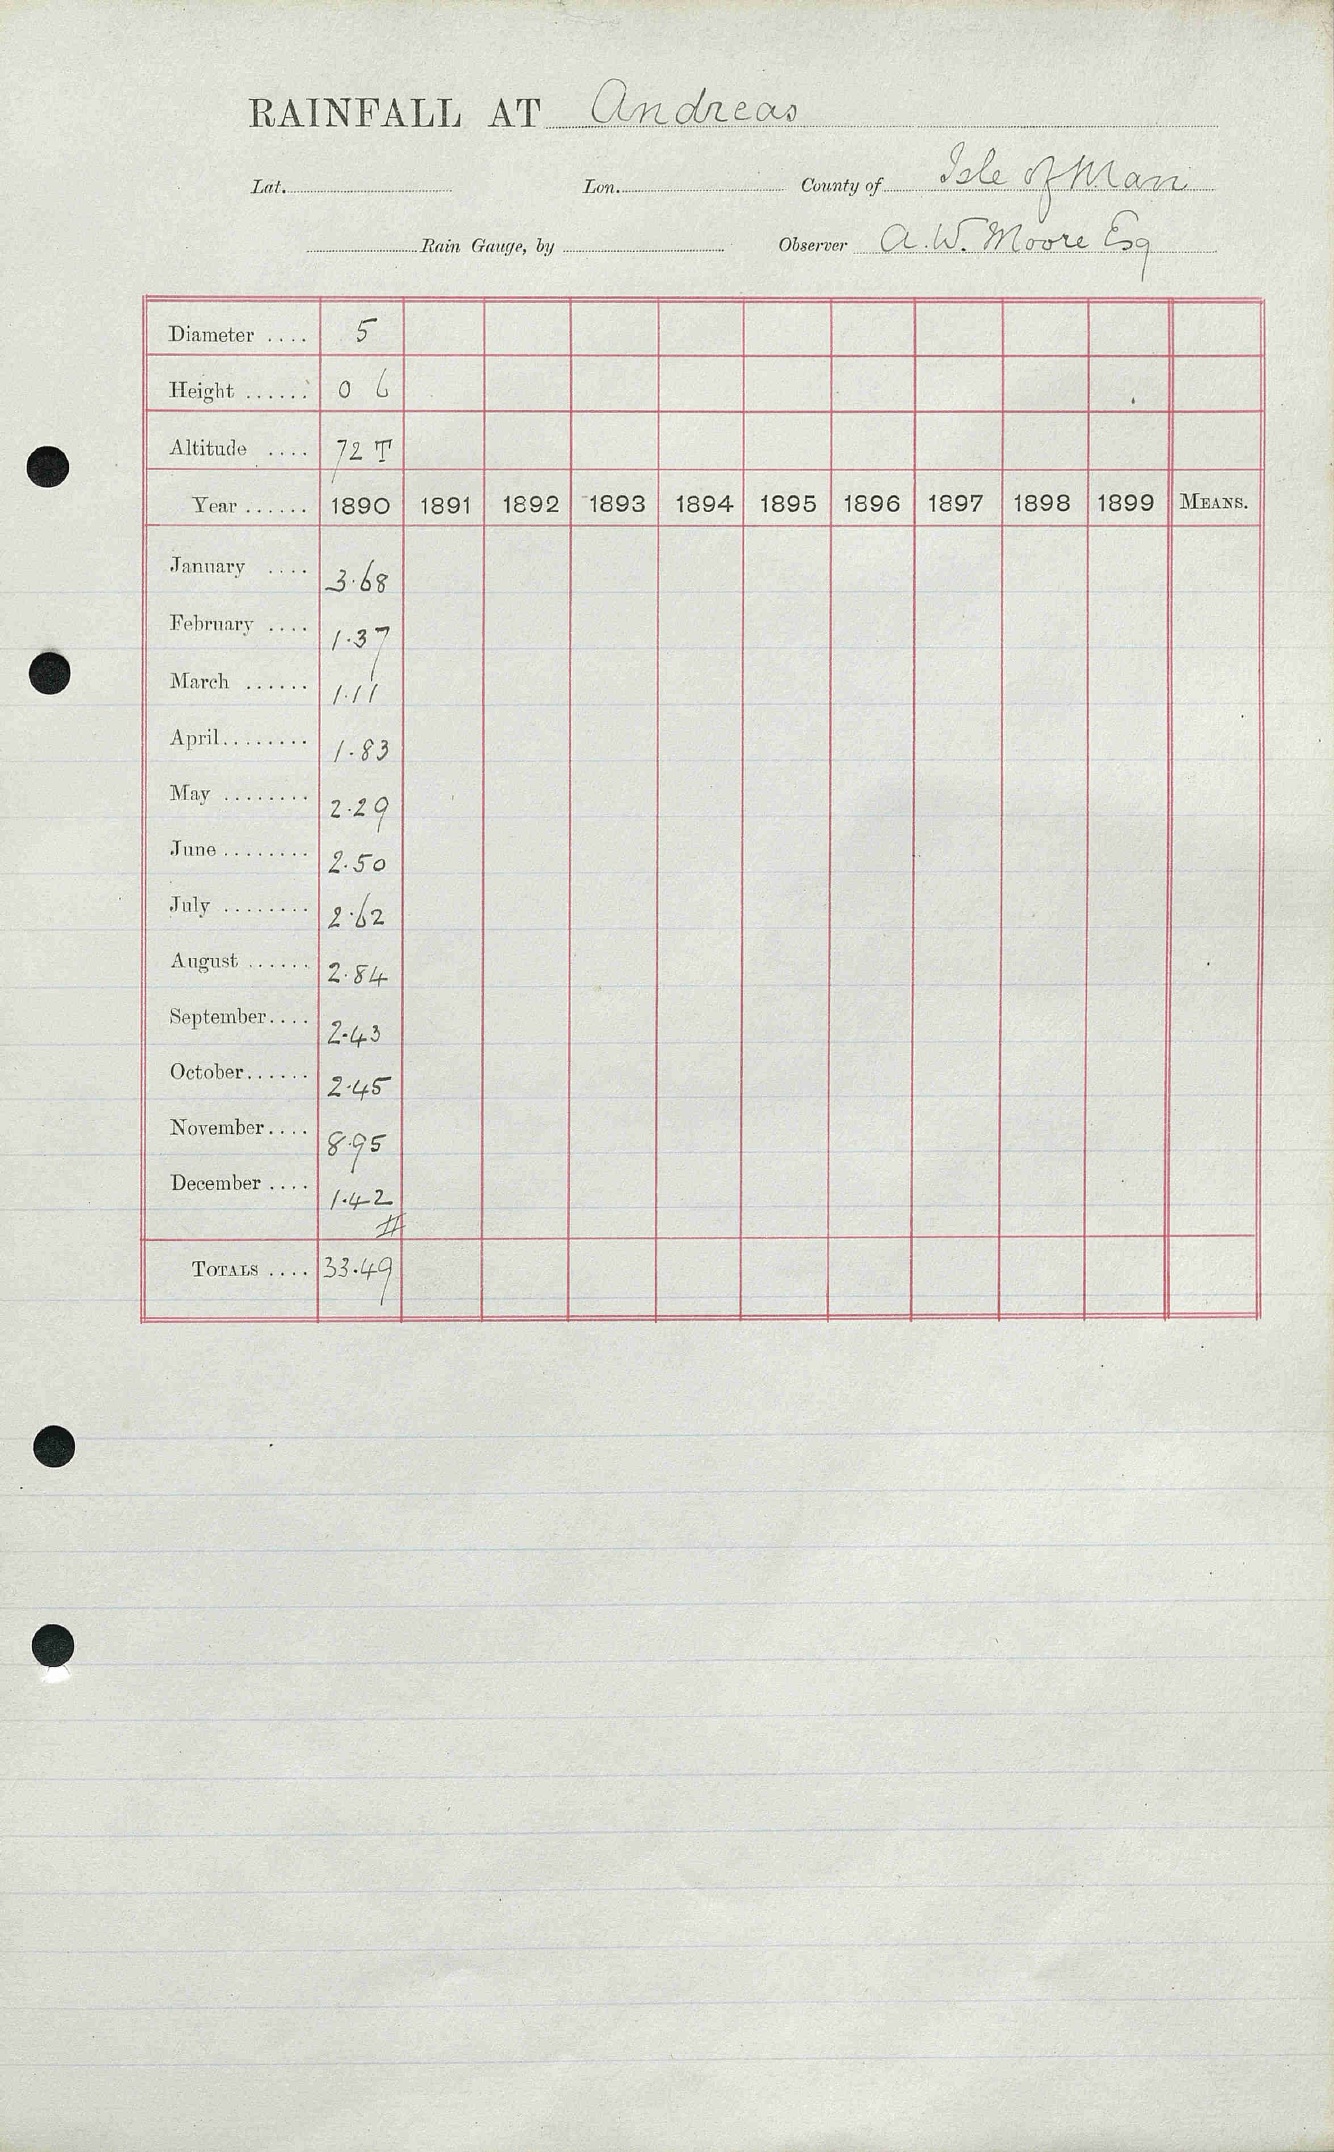 RAINFALL AT Andreas
Lat. Lon. County of Isle of Man
Rain Gauge, by Observer A. W. Moore Esq
Diameter .... 5
Height ...... 0 6
Altitude .... 72 T
Year ...... 1890 1891 1892 1893 1894 1895 1896 1897 1898 1899 MEANS.
January .... 3.68
February .... 1.37
March ...... 1.11
April........ 1.83
May ........ 2.29
June ........ 2.50
July ........ 2.62
August ...... 2.84
September.... 2.43
October...... 2.45
November.... 8.95
December .... 1.42
#
TOTALS .... 33.49